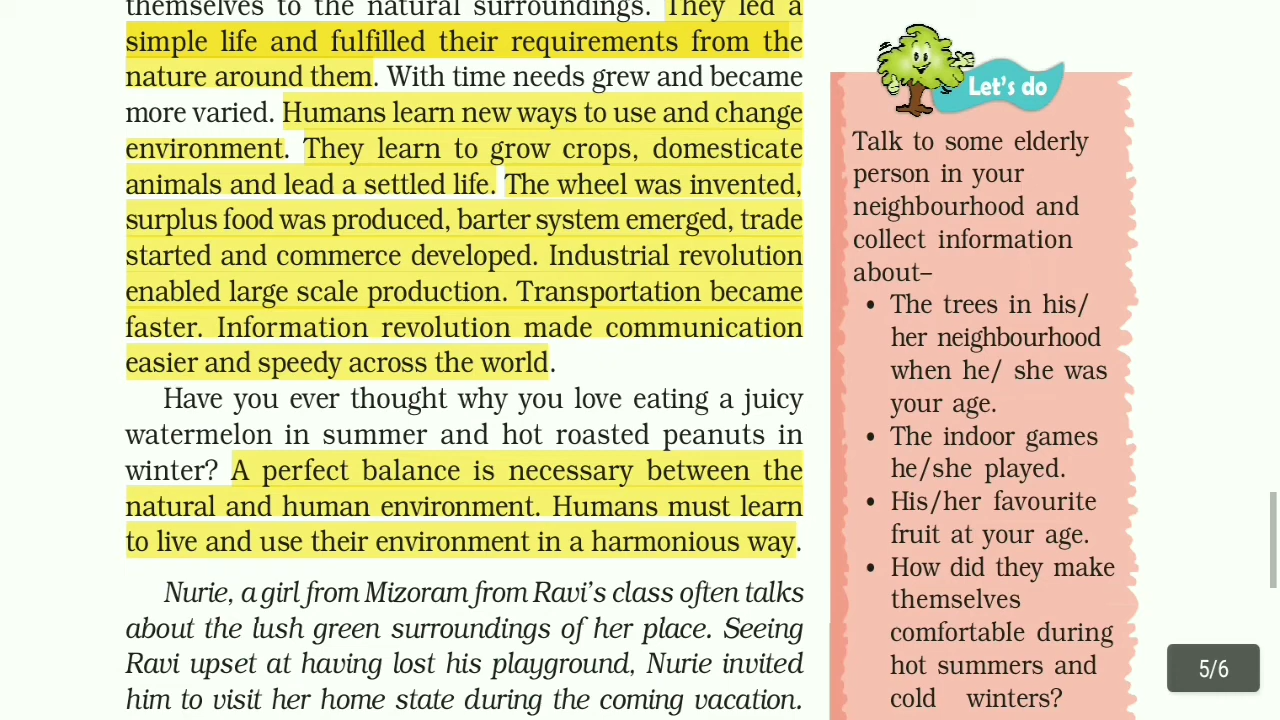 themselves to the natural surroundings. They led a
simple life and fulfilled their requirements from the
nature around them. With time needs grew and became
more varied. Humans learn new ways to use and change
environment. They learn to grow crops, domesticate
animals and lead a settled life. The wheel was invented,
surplus food was produced, barter system emerged, trade
started and commerce developed. Industrial revolution
enabled large scale production. Transportation became
faster. Information revolution made communication
easier and speedy across the world.
Have you ever thought why you love eating a juicy
watermelon in summer and hot roasted peanuts in
winter? A perfect balance is necessary between the
natural and human environment. Humans must learn
to live and use their environment in a harmonious way.
Nurie, a girl from Mizoram from Ravi's class often talks
about the lush green surroundings of her place. Seeing
Ravi upset at having lost his playground, Nurie invited
him to visit her home state during the coming vacation.
Let's do
Talk to some elderly
person in your
neighbourhood and
collect information
about–
• The trees in his/
her neighbourhood
when he/ she was
your age.
• The indoor games
he/she played.
• His/her favourite
fruit at your age.
• How did they make
themselves
comfortable during
hot summers and
cold winters?
5/6